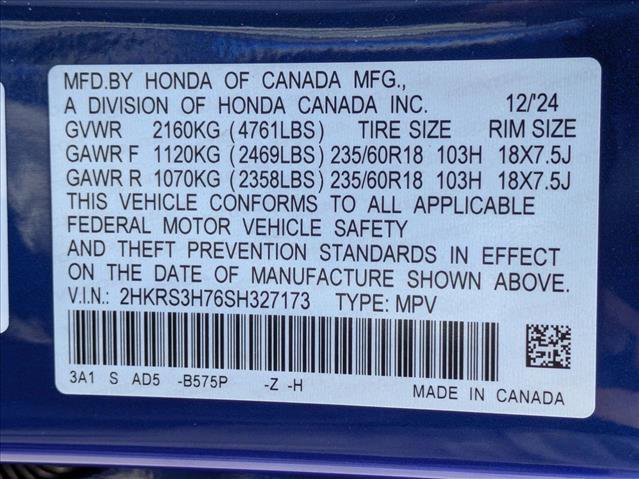 MFD.BY HONDA OF CANADA MFG.,
A DIVISION OF HONDA CANADA INC. 12/24
GVWR 2160KG (4761LBS) TIRE SIZE RIM SIZE
GAWR F 1120KG (2469LBS) 235/60R18 103H 18X7.5J
GAWR R 1070KG (2358LBS) 235/60R18 103H 18X7.5J
THIS VEHICLE CONFORMS TO ALL APPLICABLE
FEDERAL MOTOR VEHICLE SAFETY
AND THEFT PREVENTION STANDARDS IN EFFECT
ON THE DATE OF MANUFACTURE SHOWN ABOVE.
V.I.N.: 2HKRS3H76SH327173 TYPE: MPV
3A1 S AD5 -B575P -Z -H
MADE IN CANADA